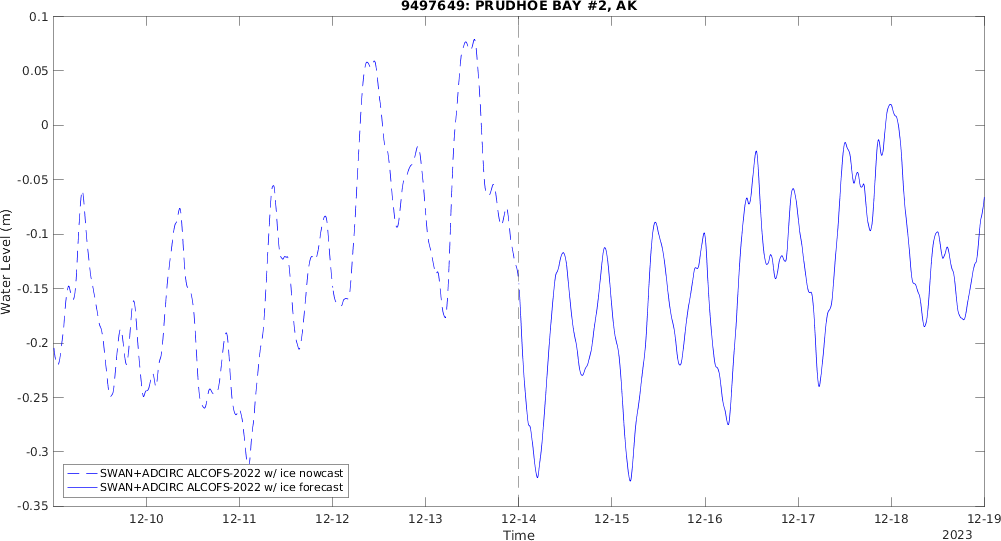 9497649: PRUDHOE BAY #2, AK
0.1
0.05
0
-0.05
-0.1
-0.15
-0.2
-0.25
-0.3
-0.35
Water Level (m)
SWAN+ADCIRC ALCOFS-2022 w/ ice nowcast
SWAN+ADCIRC ALCOFS-2022 w/ ice forecast
12-10 12-11 12-12 12-13 12-14 12-15 12-16 12-17 12-18 12-19
Time
2023